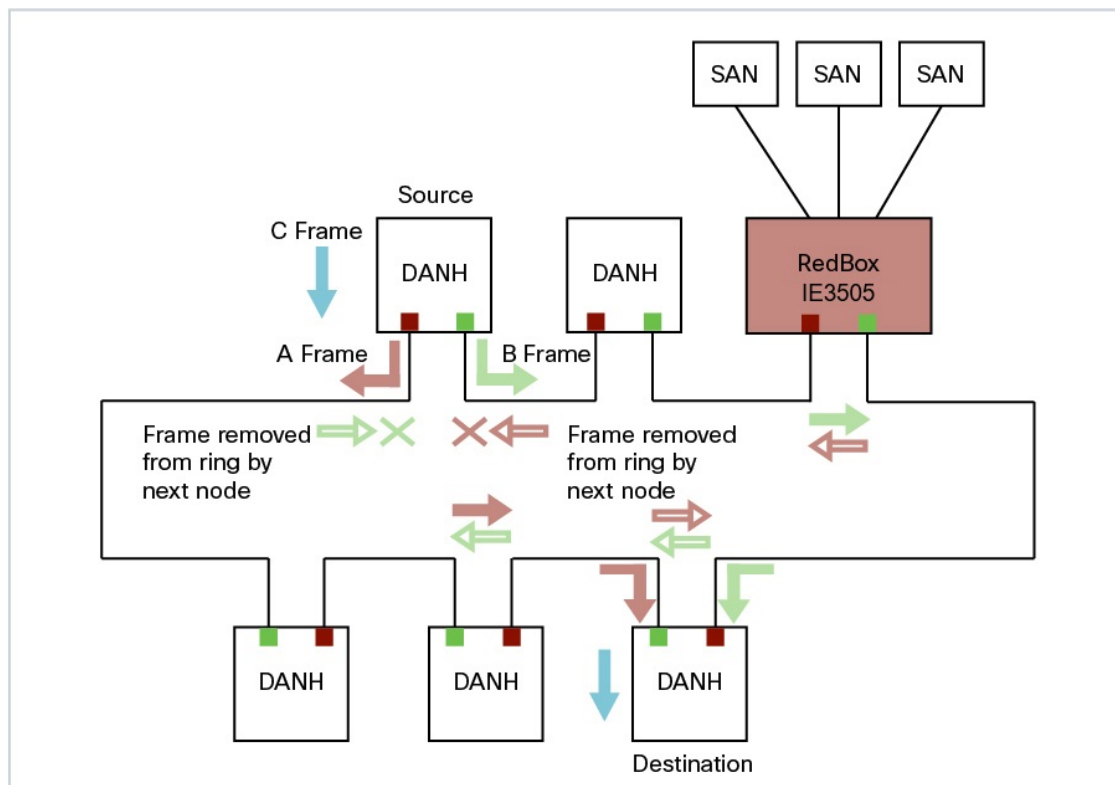 SAN
SAN
SAN
Source
C Frame
DANH
DANH
RedBox
IE3505
A Frame
B Frame
Frame removed
from ring by
next node
Frame removed
from ring by
next node
DANH
DANH
DANH
Destination